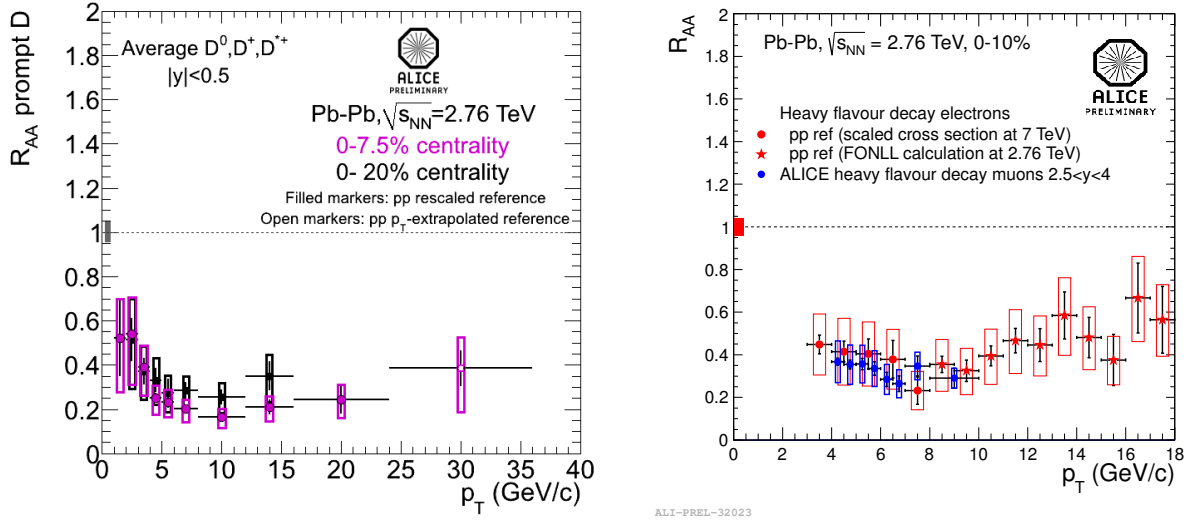 R_AA prompt D
2
1.8
1.6
1.4
1.2
1
0.8
0.6
0.4
0.2
0
Average D^0,D^+,D^*+
|y|<0.5
ALICE
PRELIMINARY
Pb-Pb,√s_NN=2.76 TeV
0-7.5% centrality
0- 20% centrality
Filled markers: pp rescaled reference
Open markers: pp p_T-extrapolated reference
0 5 10 15 20 25 30 35 40
p_T (GeV/c)
R_AA
2
1.8
1.6
1.4
1.2
1
0.8
0.6
0.4
0.2
0
Pb-Pb, √s_NN = 2.76 TeV, 0-10%
ALICE
PRELIMINARY
Heavy flavour decay electrons
pp ref (scaled cross section at 7 TeV)
pp ref (FONLL calculation at 2.76 TeV)
ALICE heavy flavour decay muons 2.5<y<4
0 2 4 6 8 10 12 14 16 18
p_T (GeV/c)
ALI-PREL-32023